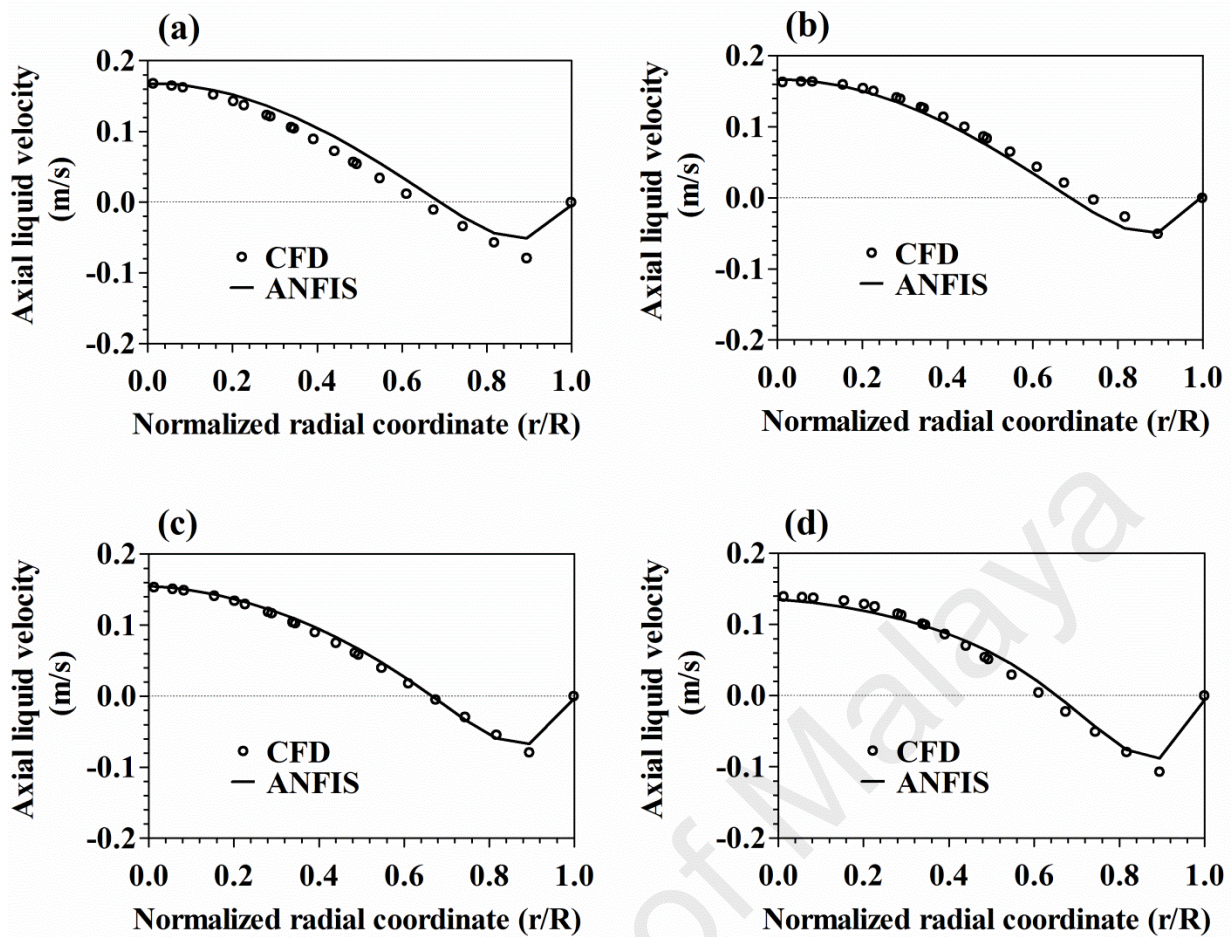 (a)
0.2
0.1
0.0
-0.1
-0.2
Axial liquid velocity
(m/s)
CFD
ANFIS
0.0 0.2 0.4 0.6 0.8 1.0
Normalized radial coordinate (r/R)
(b)
0.2
0.1
0.0
-0.1
-0.2
Axial liquid velocity
(m/s)
CFD
ANFIS
0.0 0.2 0.4 0.6 0.8 1.0
Normalized radial coordinate (r/R)
(c)
0.2
0.1
0.0
-0.1
-0.2
Axial liquid velocity
(m/s)
CFD
ANFIS
0.0 0.2 0.4 0.6 0.8 1.0
Normalized radial coordinate (r/R)
(d)
0.2
0.1
0.0
-0.1
-0.2
Axial liquid velocity
(m/s)
CFD
ANFIS
0.0 0.2 0.4 0.6 0.8 1.0
Normalized radial coordinate (r/R)
of Malaya